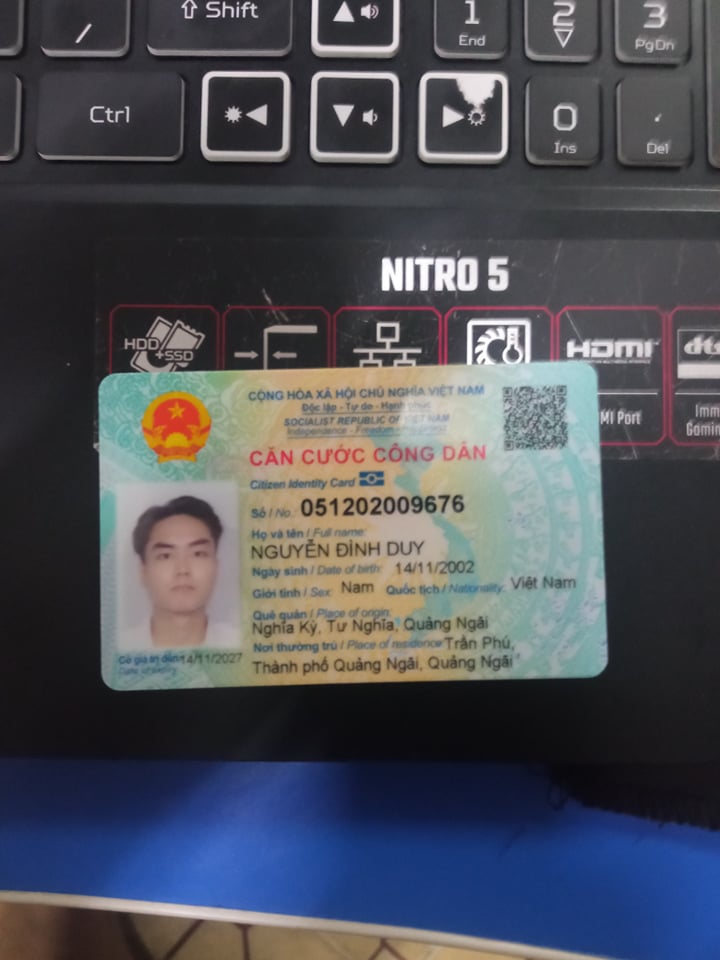 ⇧ Shift
1
End
2
3
PgDn
/
Ctrl
0
Ins
.
Del
NITRO 5
HDD
+SSD
HDMI
dts
MI Port
Imm
Gamin
CỘNG HÒA XÃ HỘI CHỦ NGHĨA VIỆT NAM
Độc lập - Tự do - Hạnh phúc
SOCIALIST REPUBLIC OF VIET NAM
Independence - Freedom - Happiness
CĂN CƯỚC CÔNG DÂN
Citizen Identity Card
Số / No. 051202009676
Họ và tên / Full name:
NGUYỄN ĐÌNH DUY
Ngày sinh / Date of birth: 14/11/2002
Giới tính / Sex: Nam Quốc tịch / Nationality: Việt Nam
Quê quán / Place of origin:
Nghĩa Kỳ, Tư Nghĩa, Quảng Ngãi
Nơi thường trú / Place of residence: Trần Phú,
Thành phố Quảng Ngãi, Quảng Ngãi
Có giá trị đến: 14/11/2027
Date of expiry